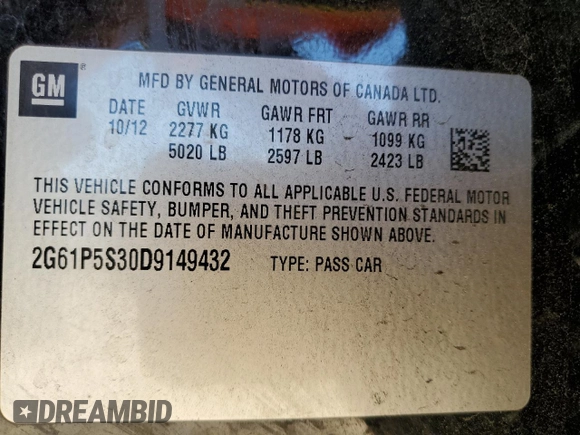 GM ®
MFD BY GENERAL MOTORS OF CANADA LTD.
DATE GVWR GAWR FRT GAWR RR
10/12 2277 KG 1178 KG 1099 KG
5020 LB 2597 LB 2423 LB
THIS VEHICLE CONFORMS TO ALL APPLICABLE U.S. FEDERAL MOTOR
VEHICLE SAFETY, BUMPER, AND THEFT PREVENTION STANDARDS IN
EFFECT ON THE DATE OF MANUFACTURE SHOWN ABOVE.
2G61P5S30D9149432 TYPE: PASS CAR
DREAMBID